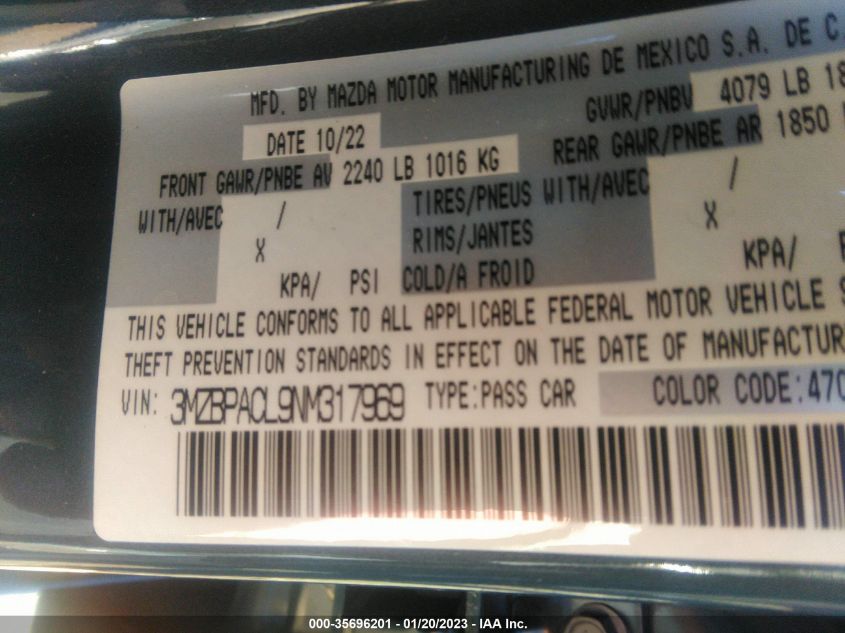 MFD. BY MAZDA MOTOR MANUFACTURING DE MEXICO S.A. DE C.
DATE 10/22 GVWR/PNBV 4079 LB 18
FRONT GAWR/PNBE AV 2240 LB 1016 KG REAR GAWR/PNBE AR 1850
WITH/AVEC / TIRES/PNEUS WITH/AVEC /
X RIMS/JANTES X
KPA/ PSI COLD/A FROID KPA/
THIS VEHICLE CONFORMS TO ALL APPLICABLE FEDERAL MOTOR VEHICLE S
THEFT PREVENTION STANDARDS IN EFFECT ON THE DATE OF MANUFACTUR
VIN: 3MZBPACL9NM317969 TYPE:PASS CAR COLOR CODE:47C
000-35696201 - 01/20/2023 - IAA Inc.